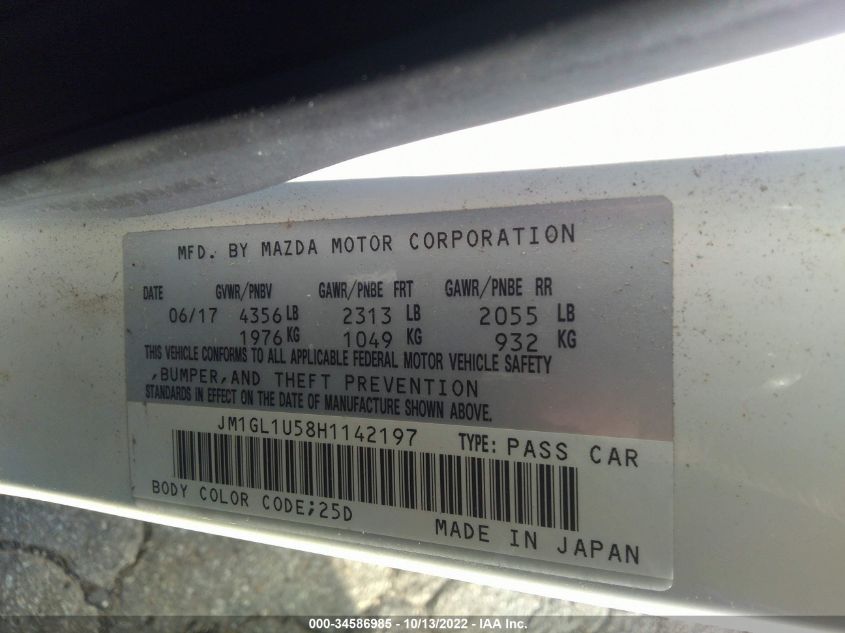 MFD. BY MAZDA MOTOR CORPORATION
DATE GVWR/PNBV GAWR/PNBE FRT GAWR/PNBE RR
06/17 4356 LB 2313 LB 2055 LB
1976 KG 1049 KG 932 KG
THIS VEHICLE CONFORMS TO ALL APPLICABLE FEDERAL MOTOR VEHICLE SAFETY
,BUMPER,AND THEFT PREVENTION
STANDARDS IN EFFECT ON THE DATE OF MANUFACTURE SHOWN ABOVE.
JM1GL1U58H1142197 TYPE: PASS CAR
BODY COLOR CODE;25D
MADE IN JAPAN
000-34586985 - 10/13/2022 - IAA Inc.